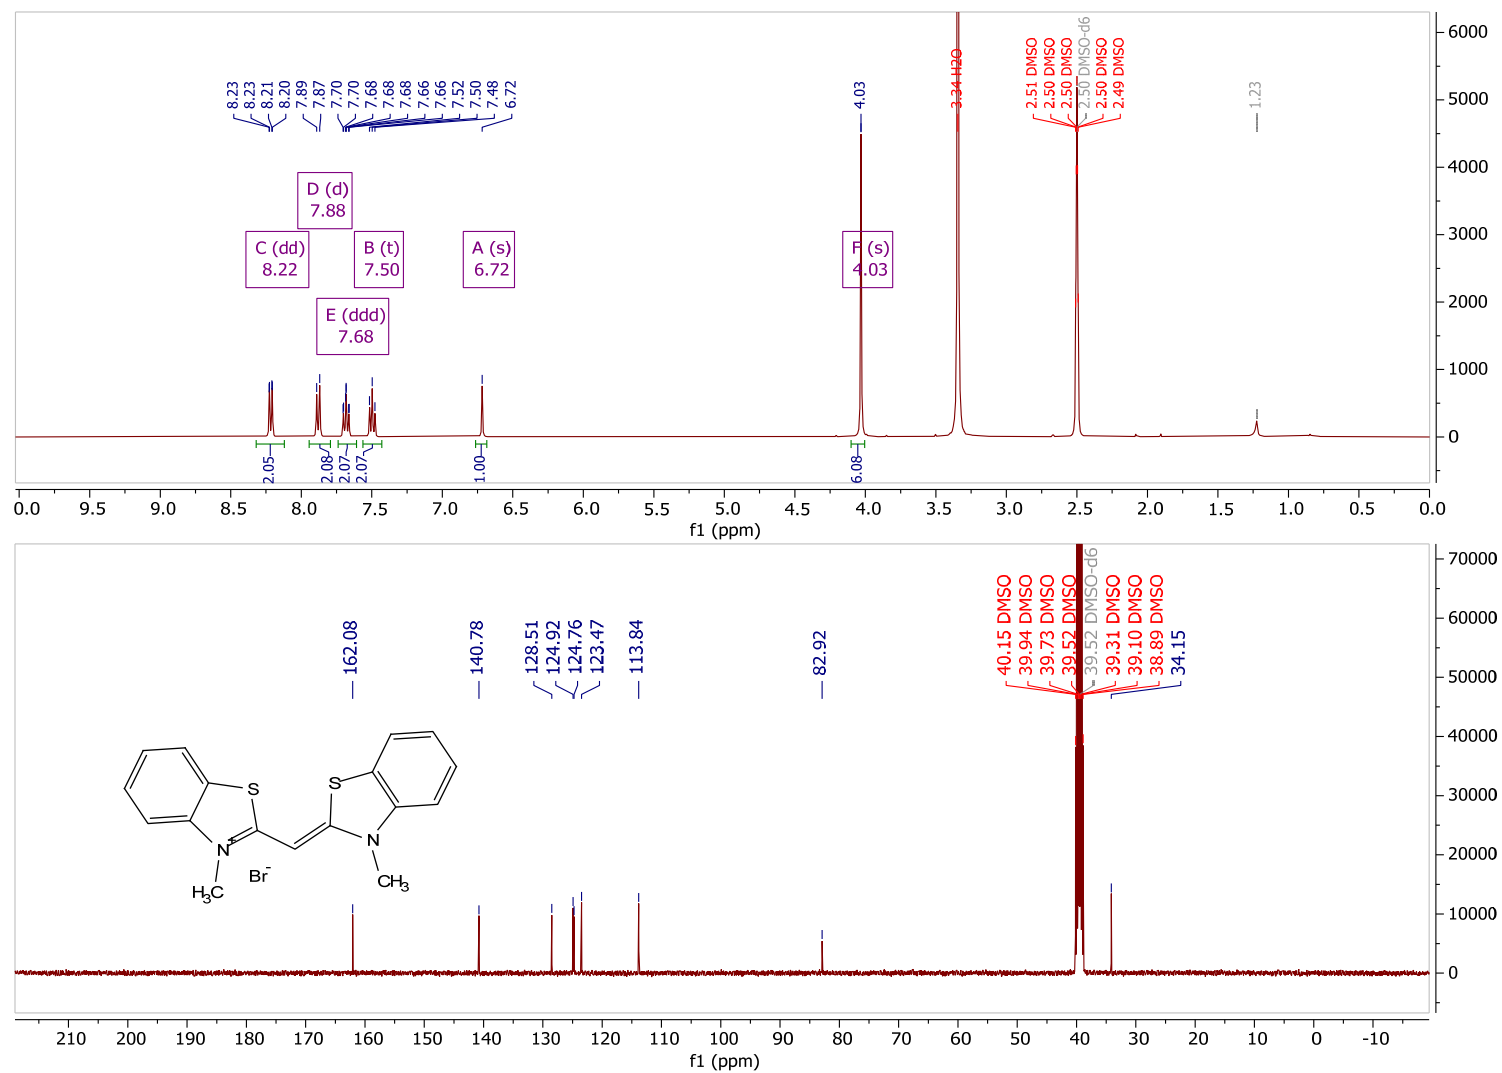 8.23
8.23
8.21
8.20
7.89
7.87
7.70
7.70
7.68
7.68
7.68
7.66
7.66
7.52
7.50
7.48
6.72
4.03
3.34 H2O
2.51 DMSO
2.50 DMSO
2.50 DMSO
2.50 DMSO-d6
2.50 DMSO
2.49 DMSO
1.23
D (d)
7.88
C (dd)
8.22
B (t)
7.50
A (s)
6.72
F (s)
4.03
E (ddd)
7.68
6000
5000
4000
3000
2000
1000
0
2.05
2.08
2.07
2.07
1.00
6.08
0.0 9.5 9.0 8.5 8.0 7.5 7.0 6.5 6.0 5.5 5.0 4.5 4.0 3.5 3.0 2.5 2.0 1.5 1.0 0.5 0.0
f1 (ppm)
162.08
140.78
128.51
124.92
124.76
123.47
113.84
82.92
40.15 DMSO
39.94 DMSO
39.73 DMSO
39.52 DMSO
39.52 DMSO-d6
39.31 DMSO
39.10 DMSO
38.89 DMSO
34.15
70000
60000
50000
40000
30000
20000
10000
0
S
S
N+
N
Br-
H3C
CH3
210 200 190 180 170 160 150 140 130 120 110 100 90 80 70 60 50 40 30 20 10 0 -10
f1 (ppm)